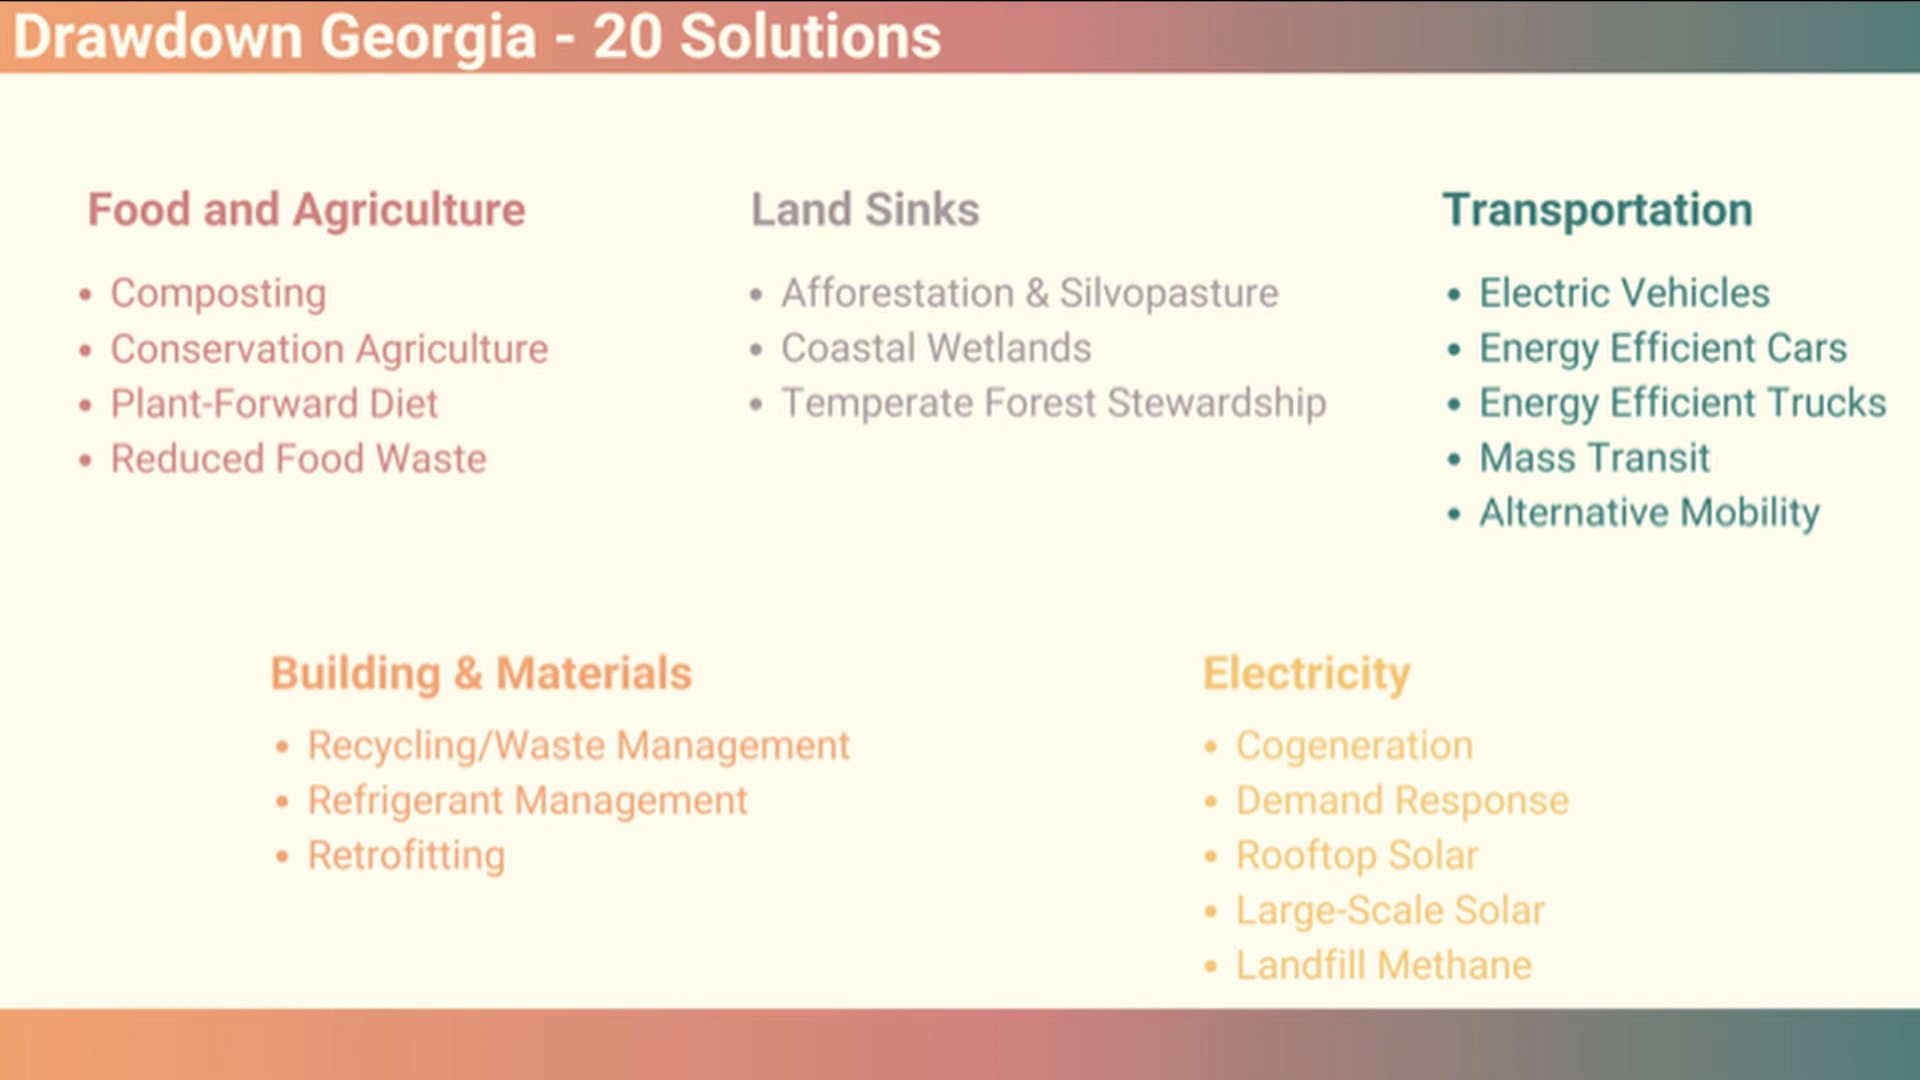 Drawdown Georgia - 20 Solutions
Food and Agriculture
• Composting
• Conservation Agriculture
• Plant-Forward Diet
• Reduced Food Waste
Land Sinks
• Afforestation & Silvopasture
• Coastal Wetlands
• Temperate Forest Stewardship
Transportation
• Electric Vehicles
• Energy Efficient Cars
• Energy Efficient Trucks
• Mass Transit
• Alternative Mobility
Building & Materials
• Recycling/Waste Management
• Refrigerant Management
• Retrofitting
Electricity
• Cogeneration
• Demand Response
• Rooftop Solar
• Large-Scale Solar
• Landfill Methane